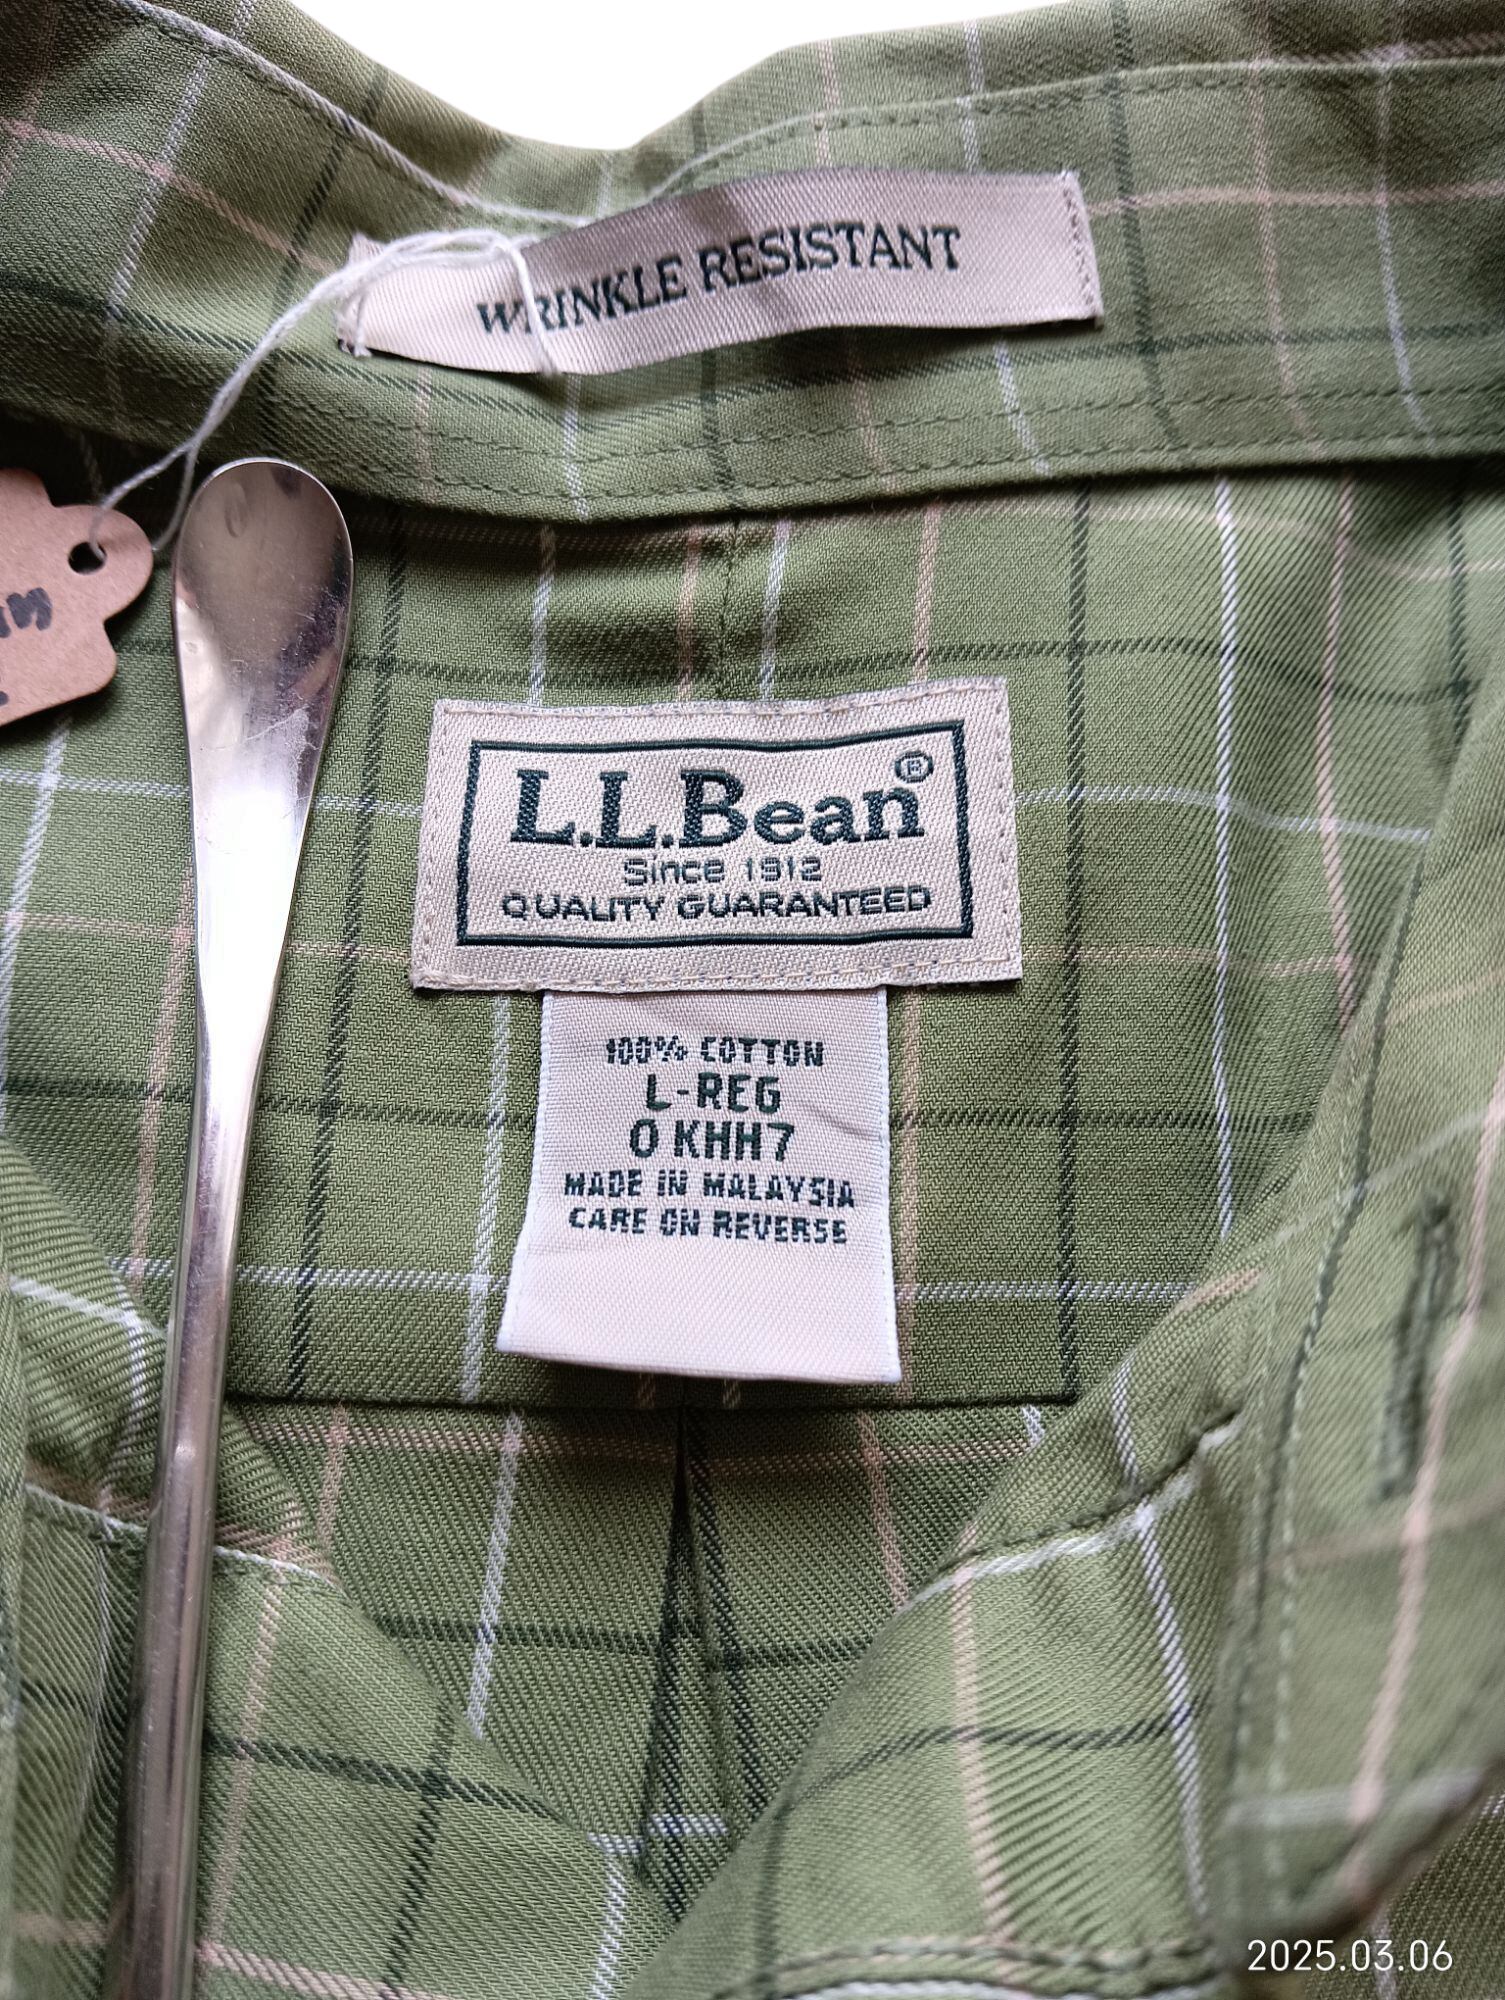 WRINKLE RESISTANT
L.L.Bean®
Since 1912
QUALITY GUARANTEED
100% COTTON
L-REG
0 KHH7
MADE IN MALAYSIA
CARE ON REVERSE
2025.03.06